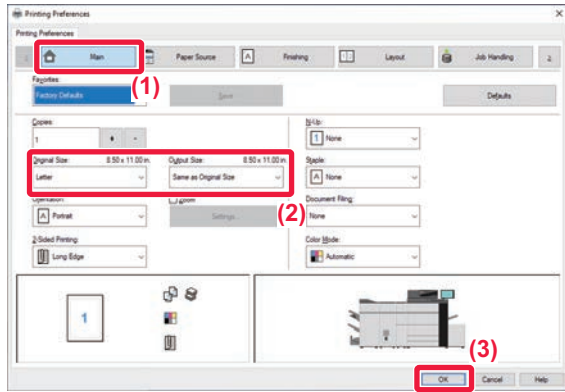 Printing Preferences
Printing Preferences
Main Paper Source Finishing Layout Job Handling
(1)
Favorites:
Factory Defaults Save Defaults
Copies: N-Up:
1 + - 1 None
Original Size: 8.50 x 11.00 in. Output Size: 8.50 x 11.00 in. Staple:
Letter Same as Original Size A None
(2)
Orientation: Zoom Document Filing:
A Portrait Settings... None
2-Sided Printing: Color Mode:
Long Edge Automatic
1
(3)
OK Cancel Help